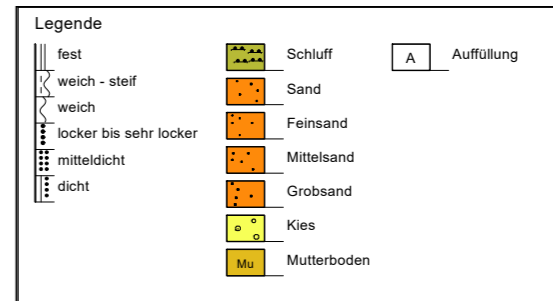 Legende
fest
weich - steif
weich
locker bis sehr locker
mitteldicht
dicht
Schluff
Sand
Feinsand
Mittelsand
Grobsand
Kies
Mu Mutterboden
A Auffüllung